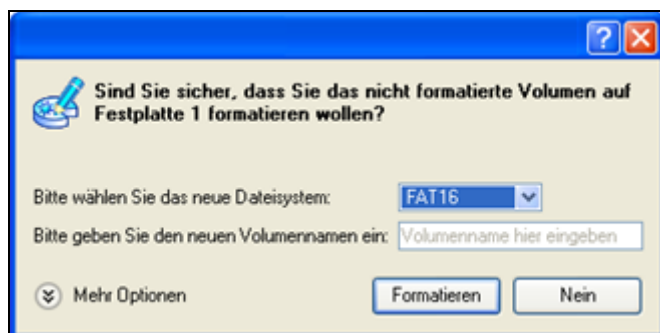 Sind Sie sicher, dass Sie das nicht formatierte Volumen auf
Festplatte 1 formatieren wollen?
Bitte wählen Sie das neue Dateisystem:
FAT16
Bitte geben Sie den neuen Volumennamen ein:
Volumenname hier eingeben
Mehr Optionen
Formatieren
Nein